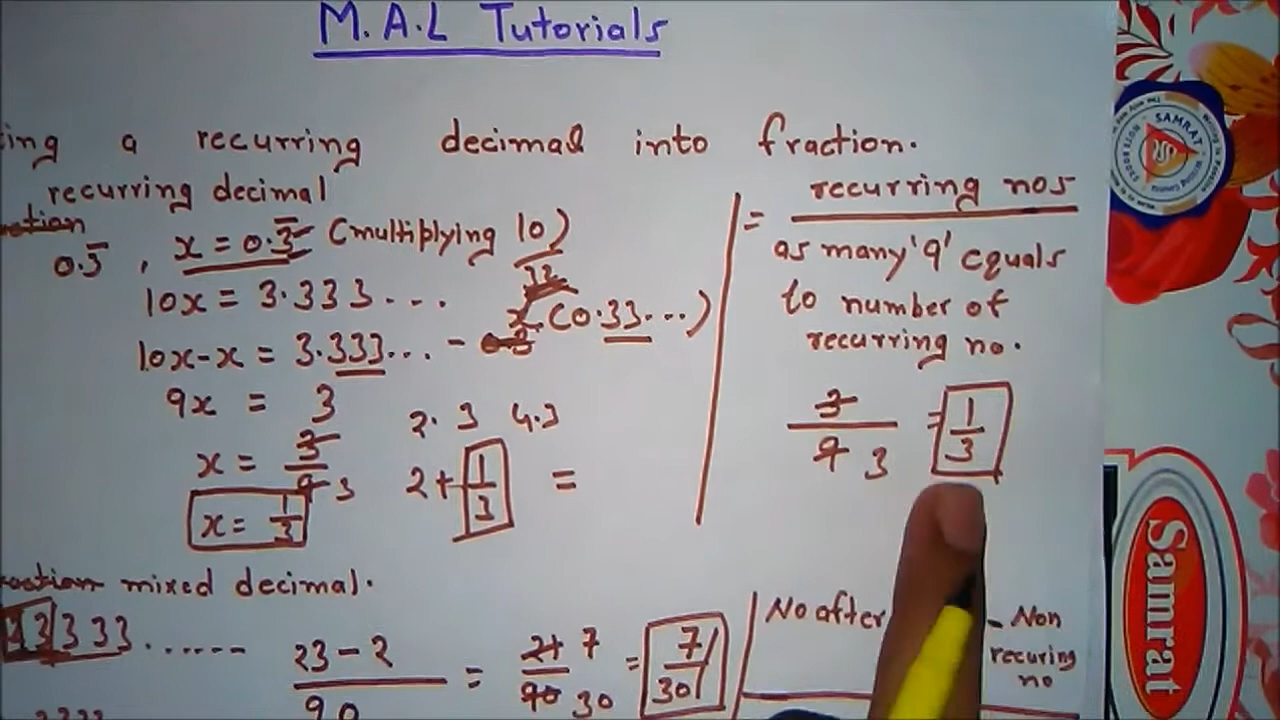 M.A.L Tutorials
ing a recurring decimal into fraction.
recurring decimal
0.3̅ , x = 0.3̅ (multiplying 10)
10x = 3.333...
10x-x = 3.333... - x (0.33...)
9x = 3
x = 3/9 3
x = 1/3
2.3 4.3
2+ 1/3 =
= recurring nos
as many '9' equals
to number of
recurring no.
3/9 3 = 1/3
mixed decimal.
333......
23-2/90 = 21/90 7 30 = 7/30
No after
- Non
recuring
no
SAMRAT
Samrat